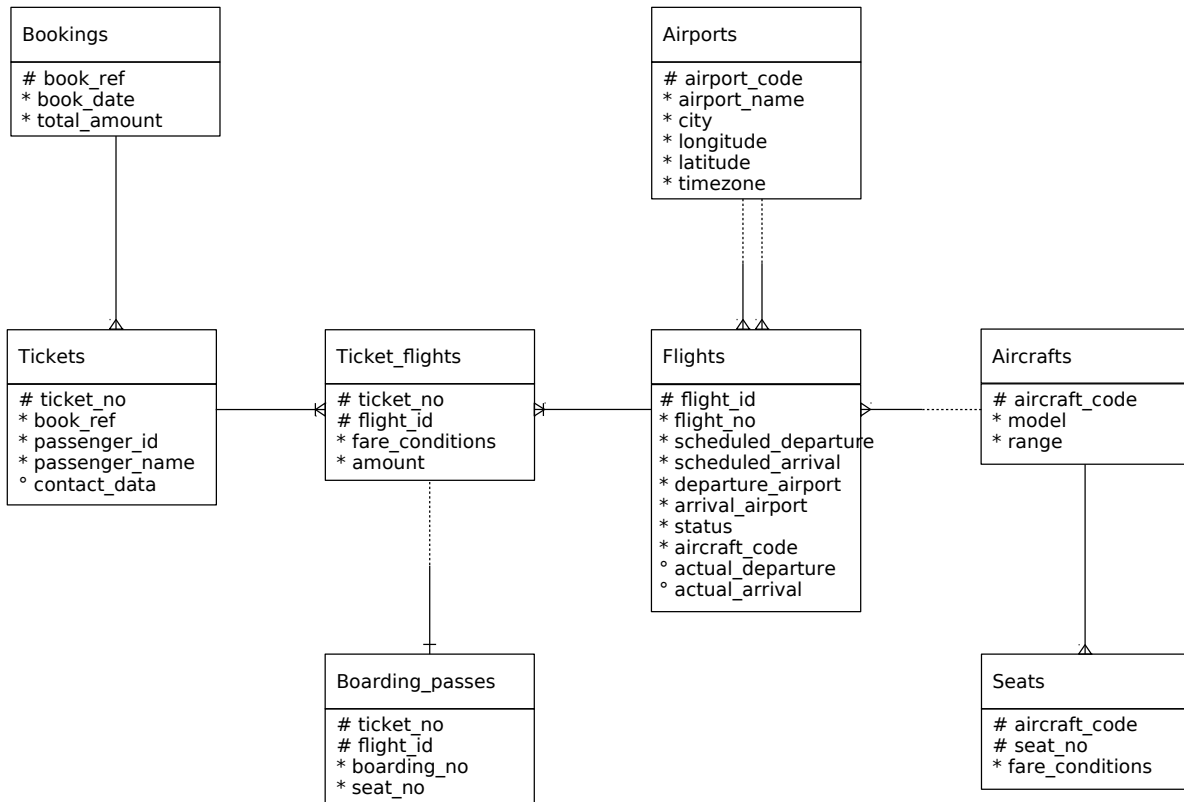 Bookings
# book_ref
* book_date
* total_amount
Airports
# airport_code
* airport_name
* city
* longitude
* latitude
* timezone
Tickets
# ticket_no
* book_ref
* passenger_id
* passenger_name
° contact_data
Ticket_flights
# ticket_no
# flight_id
* fare_conditions
* amount
Flights
# flight_id
* flight_no
* scheduled_departure
* scheduled_arrival
* departure_airport
* arrival_airport
* status
* aircraft_code
° actual_departure
° actual_arrival
Aircrafts
# aircraft_code
* model
* range
Boarding_passes
# ticket_no
# flight_id
* boarding_no
* seat_no
Seats
# aircraft_code
# seat_no
* fare_conditions